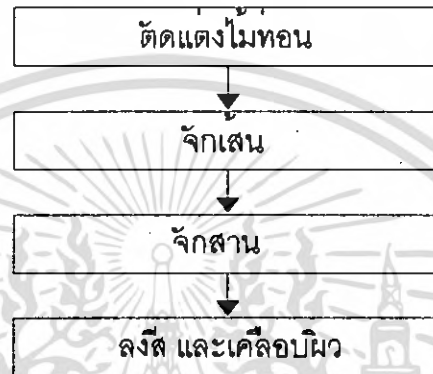 ตัดแต่งไม้ท่อน
จักเส้น
จักสาน
ลงสี และเคลือบผิว